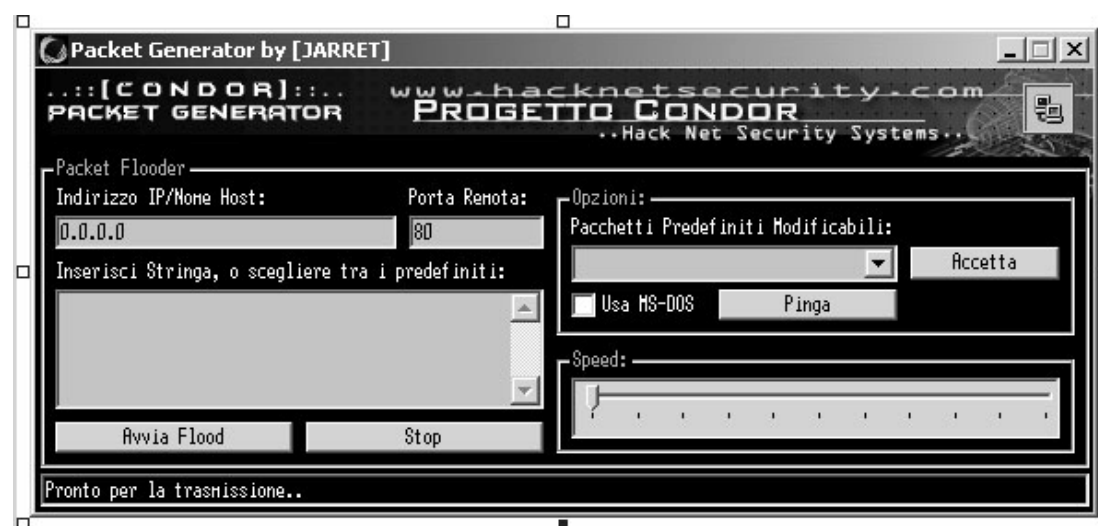 Packet Generator by [JARRET]
..::[CONDOR]::..
PACKET GENERATOR
www.hacknetsecurity.com
PROGETTO CONDOR
..Hack Net Security Systems..
Packet Flooder
Indirizzo IP/Nome Host:
Porta Remota:
0.0.0.0
80
Inserisci Stringa, o scegliere tra i predefiniti:
Avvia Flood
Stop
Opzioni:
Pacchetti Predefiniti Modificabili:
Accetta
Usa MS-DOS
Pinga
Speed:
Pronto per la trasmissione..